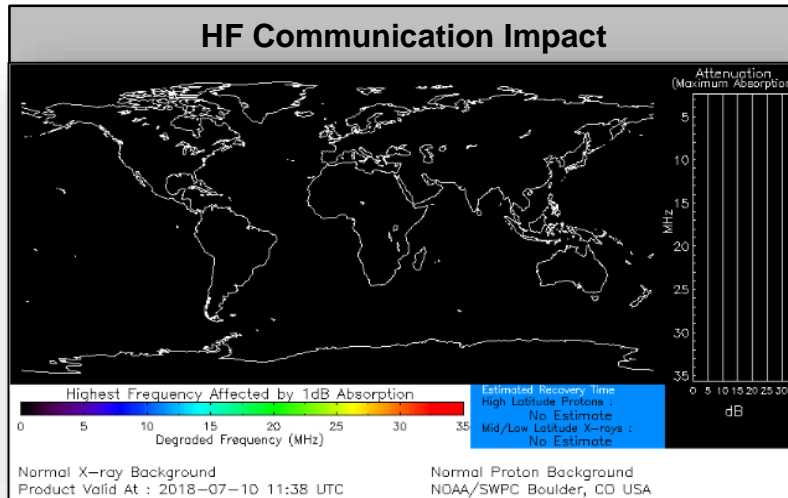 HF Communication Impact
Attenuation
(Maximum Absorption
5
10
15
20
25
30
35
MHz
0 5 10 15 20 25 30
dB
Highest Frequency Affected by 1dB Absorption
0 5 10 15 20 25 30 35
Degraded Frequency (MHz)
Estimated Recovery Time
High Latitude Protons :
No Estimate
Mid/Low Latitude X-rays :
No Estimate
Normal X-ray Background
Product Valid At : 2018-07-10 11:38 UTC
Normal Proton Background
NOAA/SWPC Boulder, CO USA